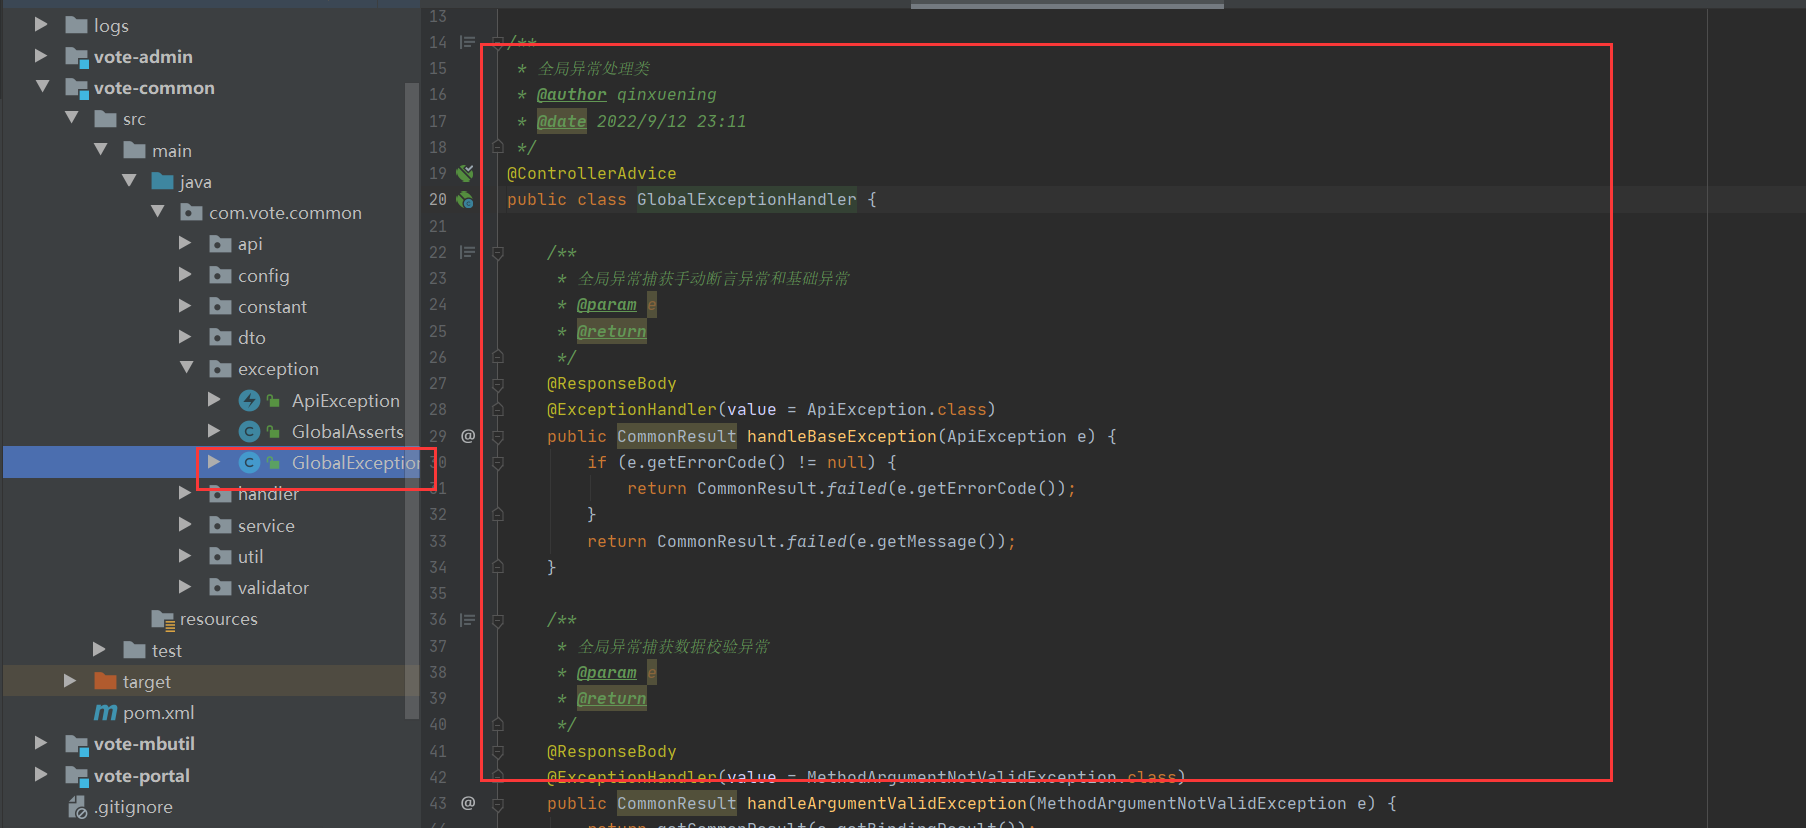 logs
vote-admin
vote-common
src
main
java
com.vote.common
api
config
constant
dto
exception
ApiException
GlobalAsserts
GlobalException
handler
service
util
validator
resources
test
target
pom.xml
vote-mbutil
vote-portal
.gitignore
13
14 /**
15 * 全局异常处理类
16 * @author qinxuening
17 * @date 2022/9/12 23:11
18 */
19 @ControllerAdvice
20 public class GlobalExceptionHandler {
21
22 /**
23 * 全局异常捕获手动断言异常和基础异常
24 * @param e
25 * @return
26 */
27 @ResponseBody
28 @ExceptionHandler(value = ApiException.class)
29 @ public CommonResult handleBaseException(ApiException e) {
30 if (e.getErrorCode() != null) {
31 return CommonResult.failed(e.getErrorCode());
32 }
33 return CommonResult.failed(e.getMessage());
34 }
35
36 /**
37 * 全局异常捕获数据校验异常
38 * @param e
39 * @return
40 */
41 @ResponseBody
42 @ExceptionHandler(value = MethodArgumentNotValidException.class)
43 @ public CommonResult handleArgumentValidException(MethodArgumentNotValidException e) {
44 return getCommonResult(e.getBindingResult());